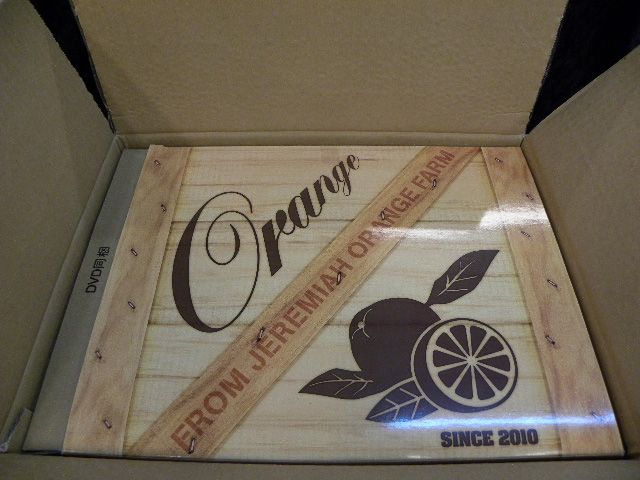 Orange
FROM JEREMIAH ORANGE FARM
SINCE 2010
DVD同梱